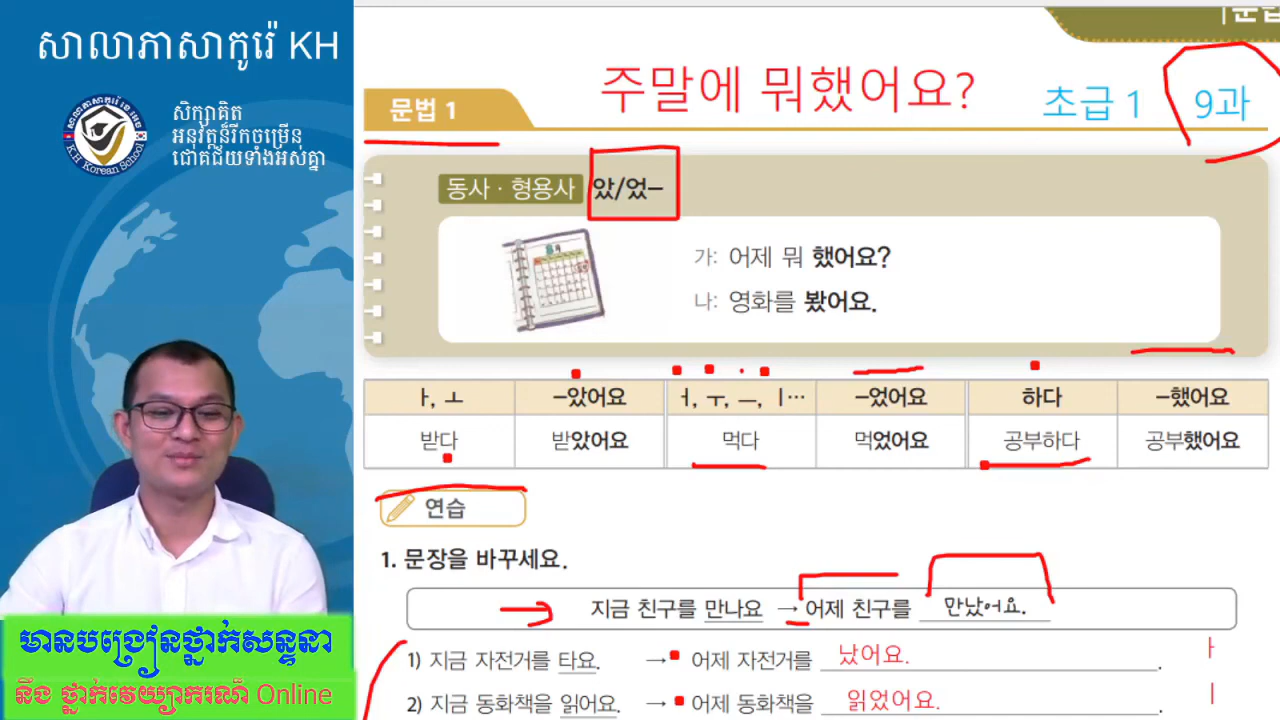 សាលាភាសាកូរ៉េ KH
សិក្សាគិត
អនុវត្តន៍រីកចម្រើន
ជោគជ័យទាំងអស់គ្នា
K.H Korean School
មានបង្រៀនថ្នាក់សន្ទនា
និង ថ្នាក់វេយ្យាករណ៍ Online
주말에 뭐했어요?
초급 1 9과
문법 1
동사·형용사 았/었–
가: 어제 뭐 했어요?
나: 영화를 봤어요.
ㅏ, ㅗ –았어요 ㅓ, ㅜ, ㅡ, ㅣ··· –었어요 하다 –했어요
받다 받았어요 먹다 먹었어요 공부하다 공부했어요
연습
1. 문장을 바꾸세요.
지금 친구를 만나요 → 어제 친구를 만났어요.
1) 지금 자전거를 타요. → 어제 자전거를 났어요. . ㅏ
2) 지금 동화책을 읽어요. → 어제 동화책을 읽었어요. . ㅣ